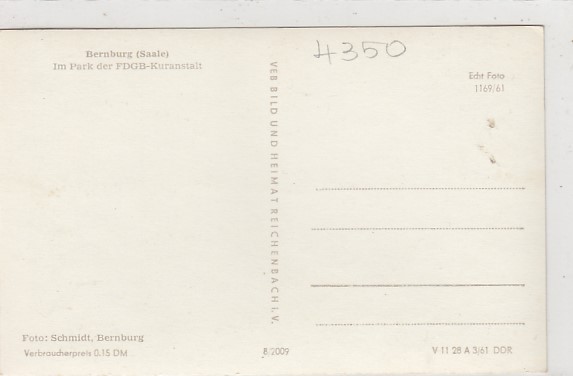 Bernburg (Saale)
Im Park der FDGB-Kuranstalt
4350
Echt Foto
1169/61
VEB BILD UND HEIMAT REICHENBACH I. V.
Foto: Schmidt, Bernburg
Verbraucherpreis 0.15 DM
8/2009
V 11 28 A 3/61 DDR